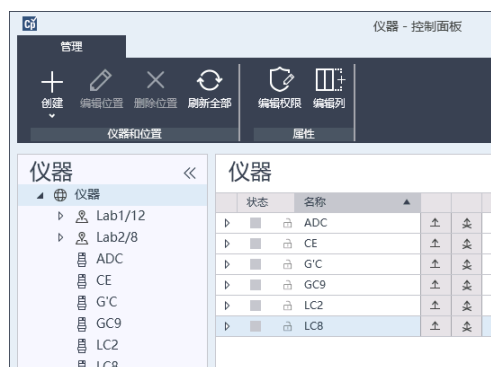 仪器 - 控制面板
管理
创建 编辑位置 删除位置 刷新全部 编辑权限 编辑列
仪器和位置 属性
仪器
仪器
Lab1/12
Lab2/8
ADC
CE
G'C
GC9
LC2
LC8
仪器
状态 名称
ADC
CE
G'C
GC9
LC2
LC8